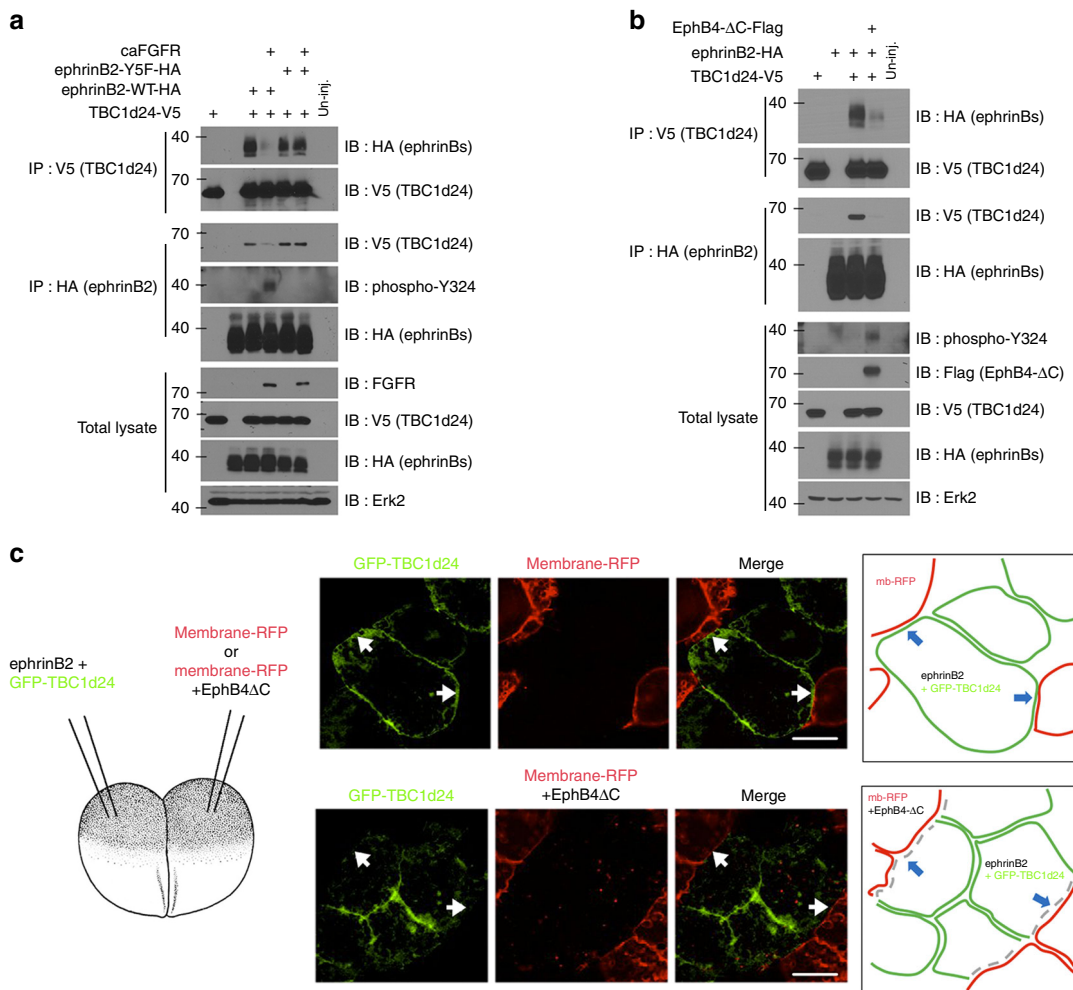 a
caFGFR + +
ephrinB2-Y5F-HA + +
ephrinB2-WT-HA + +
TBC1d24-V5 + + + + +
Un-inj.
IP : V5 (TBC1d24)
40
IB : HA (ephrinBs)
70
IB : V5 (TBC1d24)
IP : HA (ephrinB2)
70
IB : V5 (TBC1d24)
40
IB : phospho-Y324
40
IB : HA (ephrinBs)
Total lysate
70
IB : FGFR
70
IB : V5 (TBC1d24)
40
IB : HA (ephrinBs)
40
IB : Erk2
b
EphB4-ΔC-Flag +
ephrinB2-HA + + +
TBC1d24-V5 + + +
Un-inj.
IP : V5 (TBC1d24)
40
IB : HA (ephrinBs)
70
IB : V5 (TBC1d24)
IP : HA (ephrinB2)
70
IB : V5 (TBC1d24)
40
IB : HA (ephrinBs)
Total lysate
40
IB : phospho-Y324
70
IB : Flag (EphB4-ΔC)
70
IB : V5 (TBC1d24)
40
IB : HA (ephrinBs)
40
IB : Erk2
c
ephrinB2 +
GFP-TBC1d24
Membrane-RFP
or
membrane-RFP
+EphB4ΔC
GFP-TBC1d24
Membrane-RFP
Merge
mb-RFP
ephrinB2
+ GFP-TBC1d24
GFP-TBC1d24
Membrane-RFP
+EphB4ΔC
Merge
mb-RFP
+EphB4-ΔC
ephrinB2
+ GFP-TBC1d24